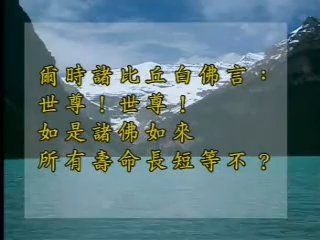 爾時諸比丘白佛言：
世尊！世尊！
如是諸佛如來
所有壽命長短等不？